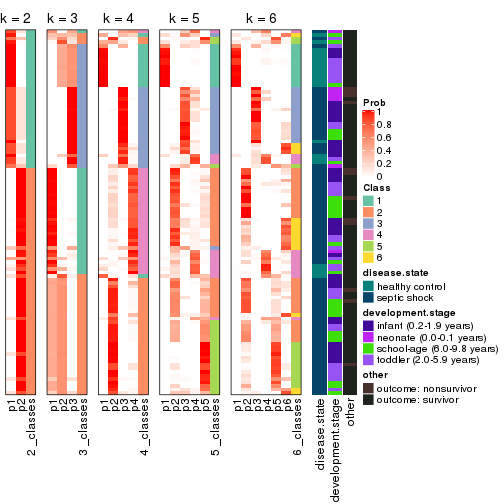 k = 2
k = 3
k = 4
k = 5
k = 6
Prob
1
0.8
0.6
0.4
0.2
0
Class
1
2
3
4
5
6
disease.state
healthy control
septic shock
development.stage
infant (0.2-1.9 years)
neonate (0.0-0.1 years)
school-age (6.0-9.8 years)
toddler (2.0-5.9 years)
other
outcome: nonsurvivor
outcome: survivor
p1
p2
2_classes
p1
p2
p3
3_classes
p1
p2
p3
p4
4_classes
p1
p2
p3
p4
p5
5_classes
p1
p2
p3
p4
p5
p6
6_classes
disease.state
development.stage
other